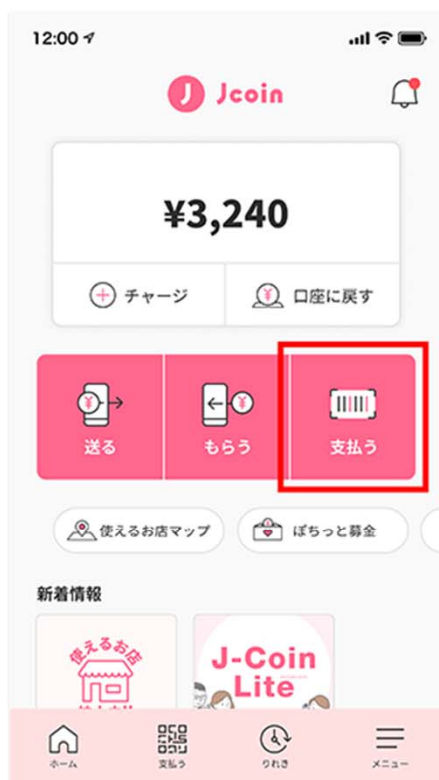 12:00
Jcoin
¥3,240
チャージ
口座に戻す
送る
もらう
支払う
使えるお店マップ
ぽちっと募金
新着情報
使えるお店
J-Coin
Lite
ホーム
支払う
りれき
メニュー